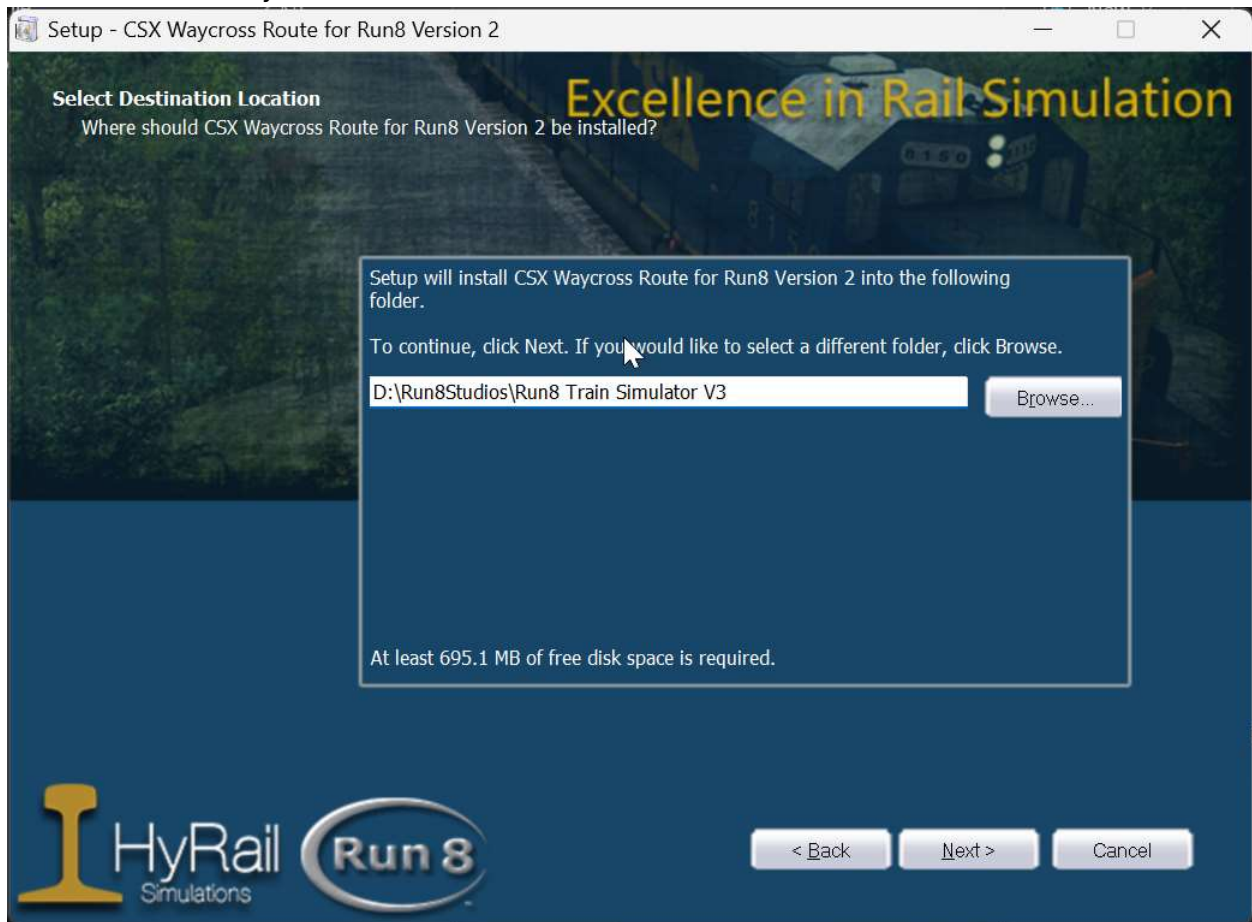 Setup - CSX Waycross Route for Run8 Version 2
Excellence in Rail Simulation
Select Destination Location
Where should CSX Waycross Route for Run8 Version 2 be installed?
8150
Setup will install CSX Waycross Route for Run8 Version 2 into the following
folder.
To continue, click Next. If you would like to select a different folder, click Browse.
D:\Run8Studios\Run8 Train Simulator V3
Browse...
At least 695.1 MB of free disk space is required.
HyRail
Simulations
Run 8
< Back
Next >
Cancel